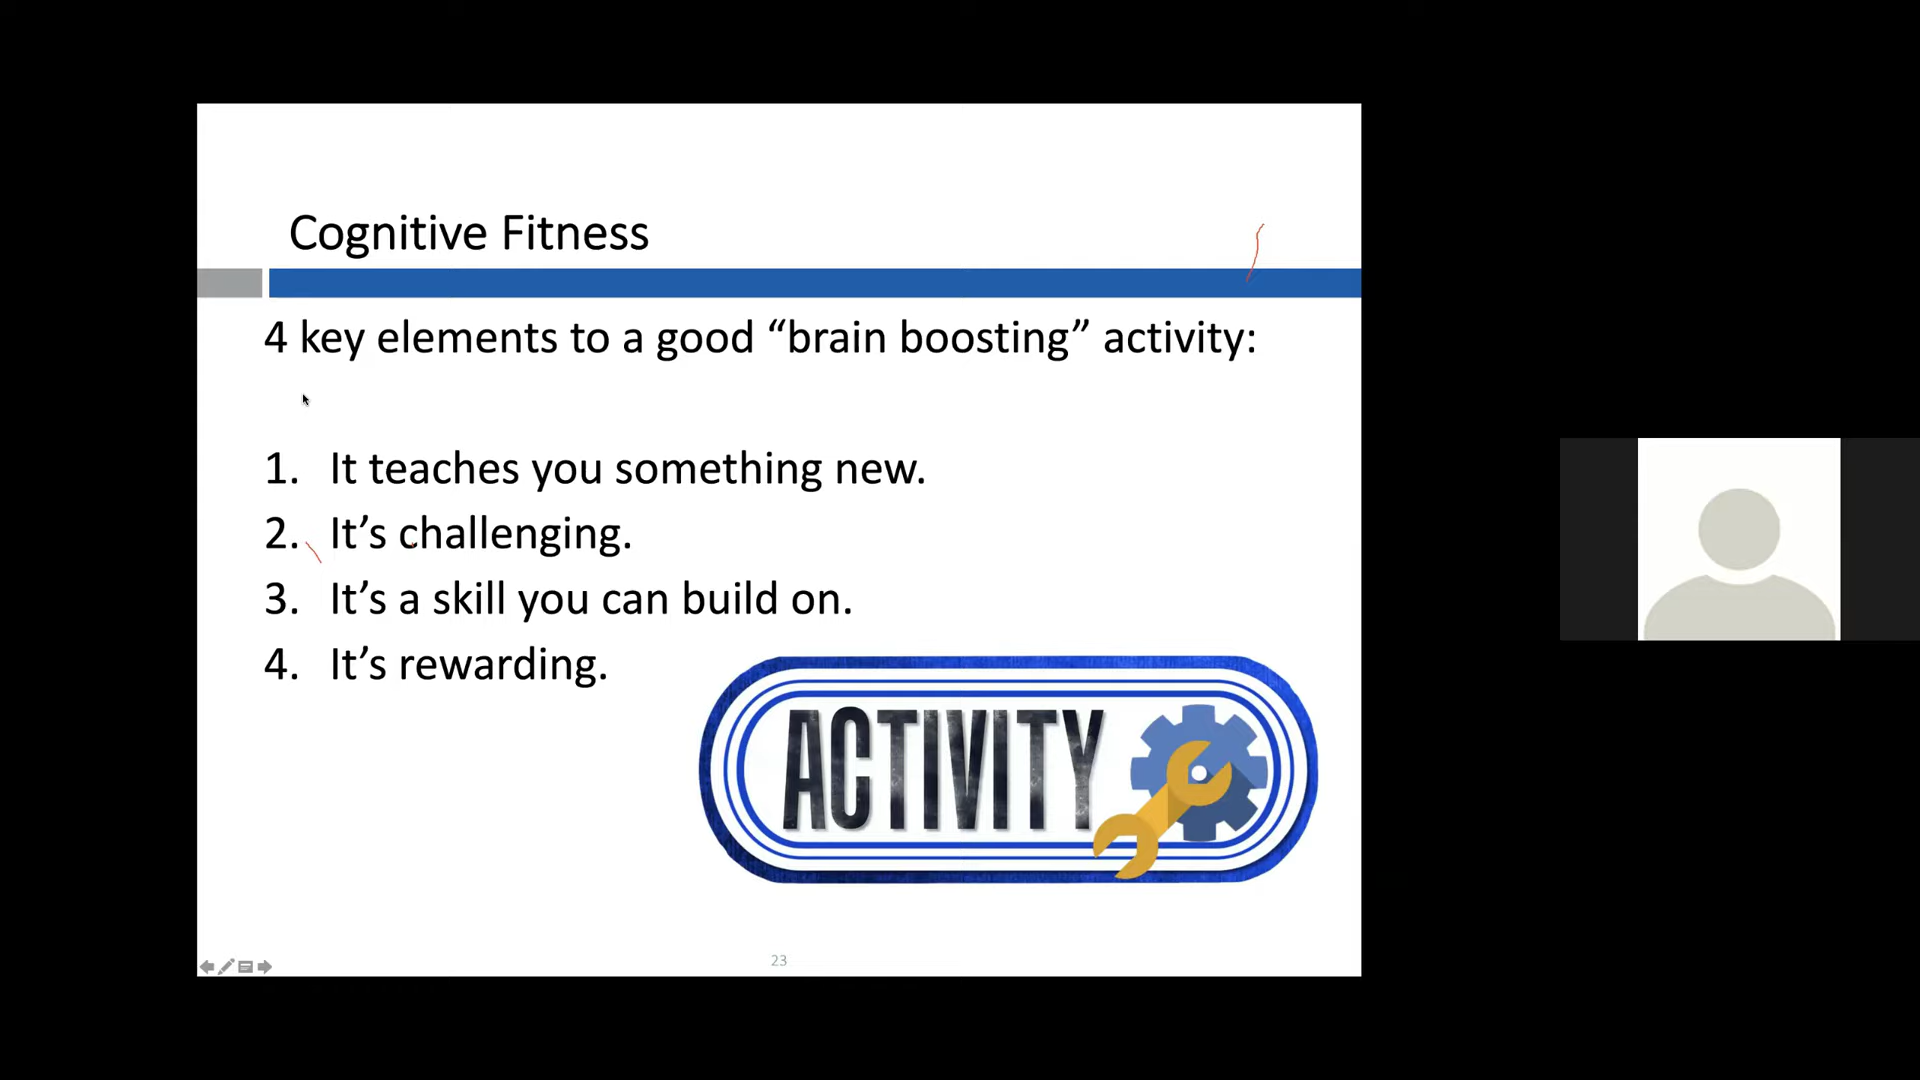 Cognitive Fitness
4 key elements to a good “brain boosting” activity:
1. It teaches you something new.
2. It’s challenging.
3. It’s a skill you can build on.
4. It’s rewarding.
ACTIVITY
23